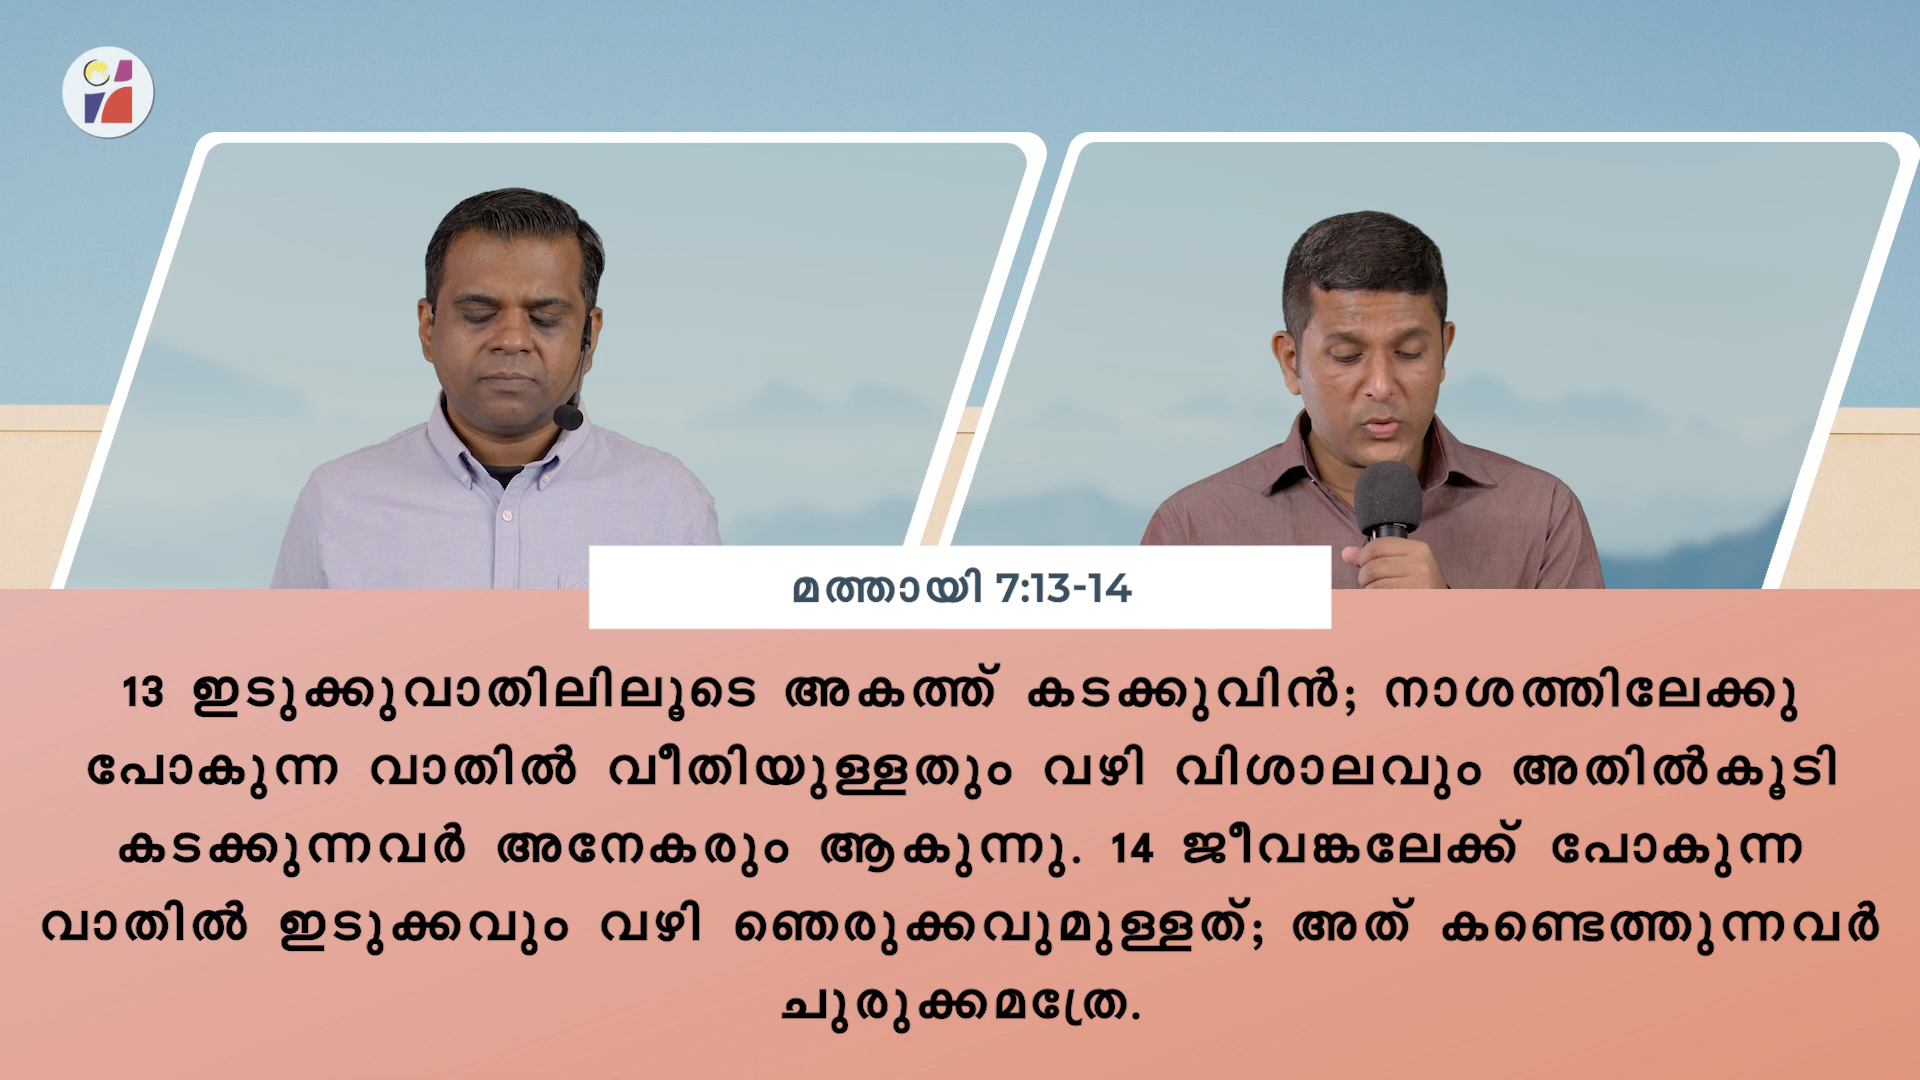 മത്തായി 7:13-14
13 ഇടുക്കുവാതിലിലൂടെ അകത്ത് കടക്കുവിൻ; നാശത്തിലേക്കു
പോകുന്ന വാതിൽ വീതിയുള്ളതും വഴി വിശാലവും അതിൽകൂടി
കടക്കുന്നവർ അനേകരും ആകുന്നു. 14 ജീവങ്കലേക്ക് പോകുന്ന
വാതിൽ ഇടുക്കവും വഴി ഞെരുക്കവുമുള്ളത്; അത് കണ്ടെത്തുന്നവർ
ചുരുക്കമത്രേ.